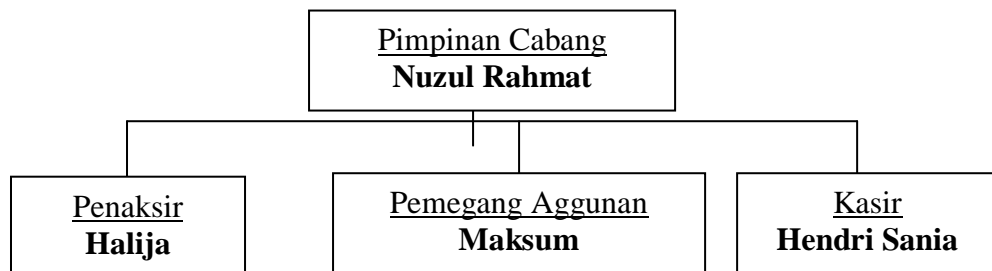 Pimpinan Cabang
Nuzul Rahmat
Penaksir
Halija
Pemegang Aggunan
Maksum
Kasir
Hendri Sania